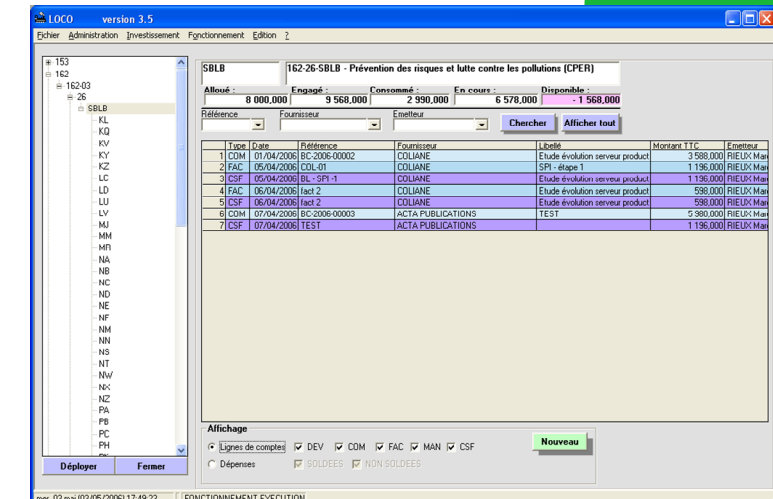 LOCO version 3.5
Fichier Administration Investissement Fonctionnement Edition ?
153
162
162-03
26
SBLB
KL
KQ
KV
KY
KZ
LC
LD
LU
LV
MJ
MM
MN
NA
NB
NC
ND
NE
NF
NM
NN
NS
NT
NW
NX
NZ
PA
PB
PC
PH
Déployer Fermer
SBLB 162-26-SBLB - Prévention des risques et lutte contre les pollutions (CPER)
Alloué : Engagé : Consommé : En cours : Disponible :
8 000,000 9 568,000 2 990,000 6 578,000 - 1 568,000
Référence Fournisseur Emetteur
Chercher Afficher tout
Type Date Référence Fournisseur Libellé Montant TTC Emetteur
1 COM 01/04/2006 BC-2006-00002 COLIANE Etude évolution serveur product 3 588,000 RIEUX Mar
2 FAC 05/04/2006 COL-01 COLIANE SPI - étape 1 1 196,000 RIEUX Mar
3 CSF 05/04/2006 BL - SPI -1 COLIANE Etude évolution serveur product 1 196,000 RIEUX Mar
4 FAC 06/04/2006 fact 2 COLIANE Etude évolution serveur product 598,000 RIEUX Mar
5 CSF 06/04/2006 fact 2 COLIANE Etude évolution serveur product 598,000 RIEUX Mar
6 COM 07/04/2006 BC-2006-00003 ACTA PUBLICATIONS TEST 5 980,000 RIEUX Mar
7 CSF 07/04/2006 TEST ACTA PUBLICATIONS 1 196,000 RIEUX Mar
Affichage
Lignes de comptes DEV COM FAC MAN CSF
Dépenses SOLDEES NON SOLDEES
Nouveau
mer. 03 mai (03/05/2006) 17:49:23 FONCTIONNEMENT EXECUTION